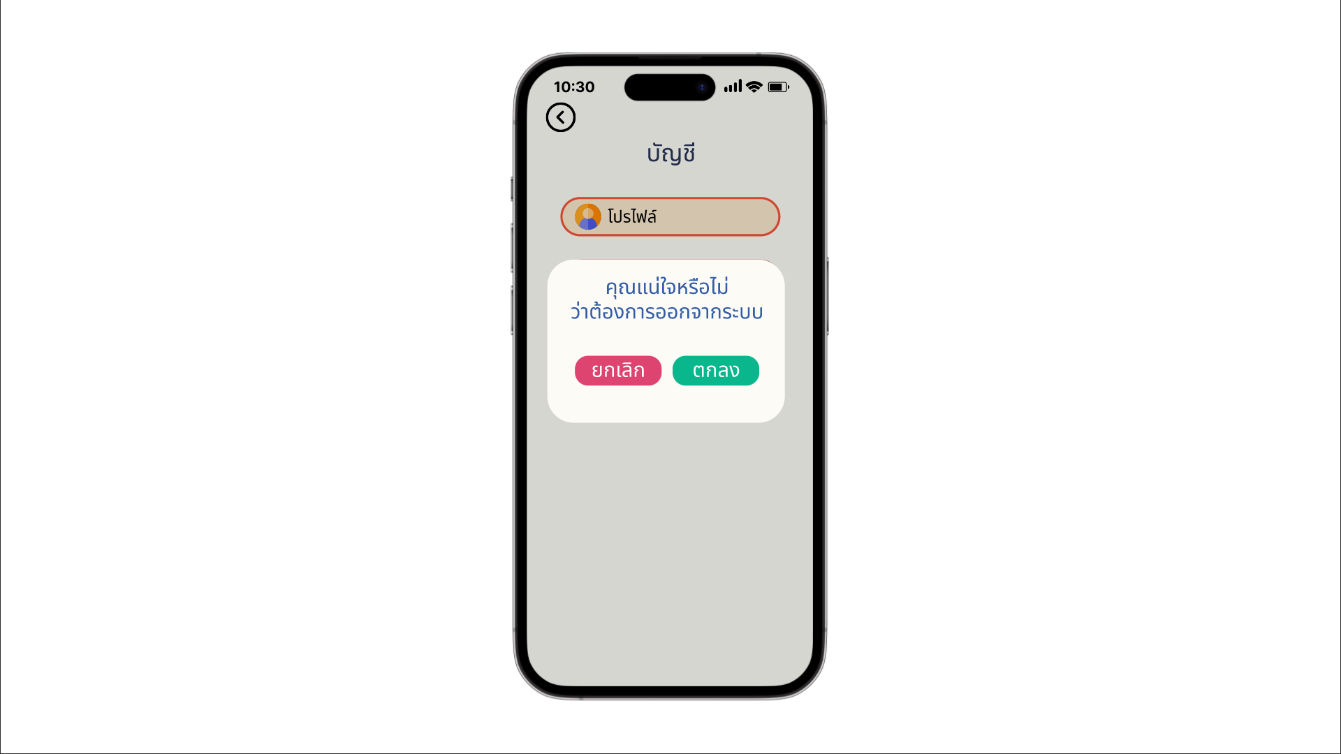 10:30
บัญชี
โปรไฟล์
คุณแน่ใจหรือไม่
ว่าต้องการออกจากระบบ
ยกเลิก ตกลง